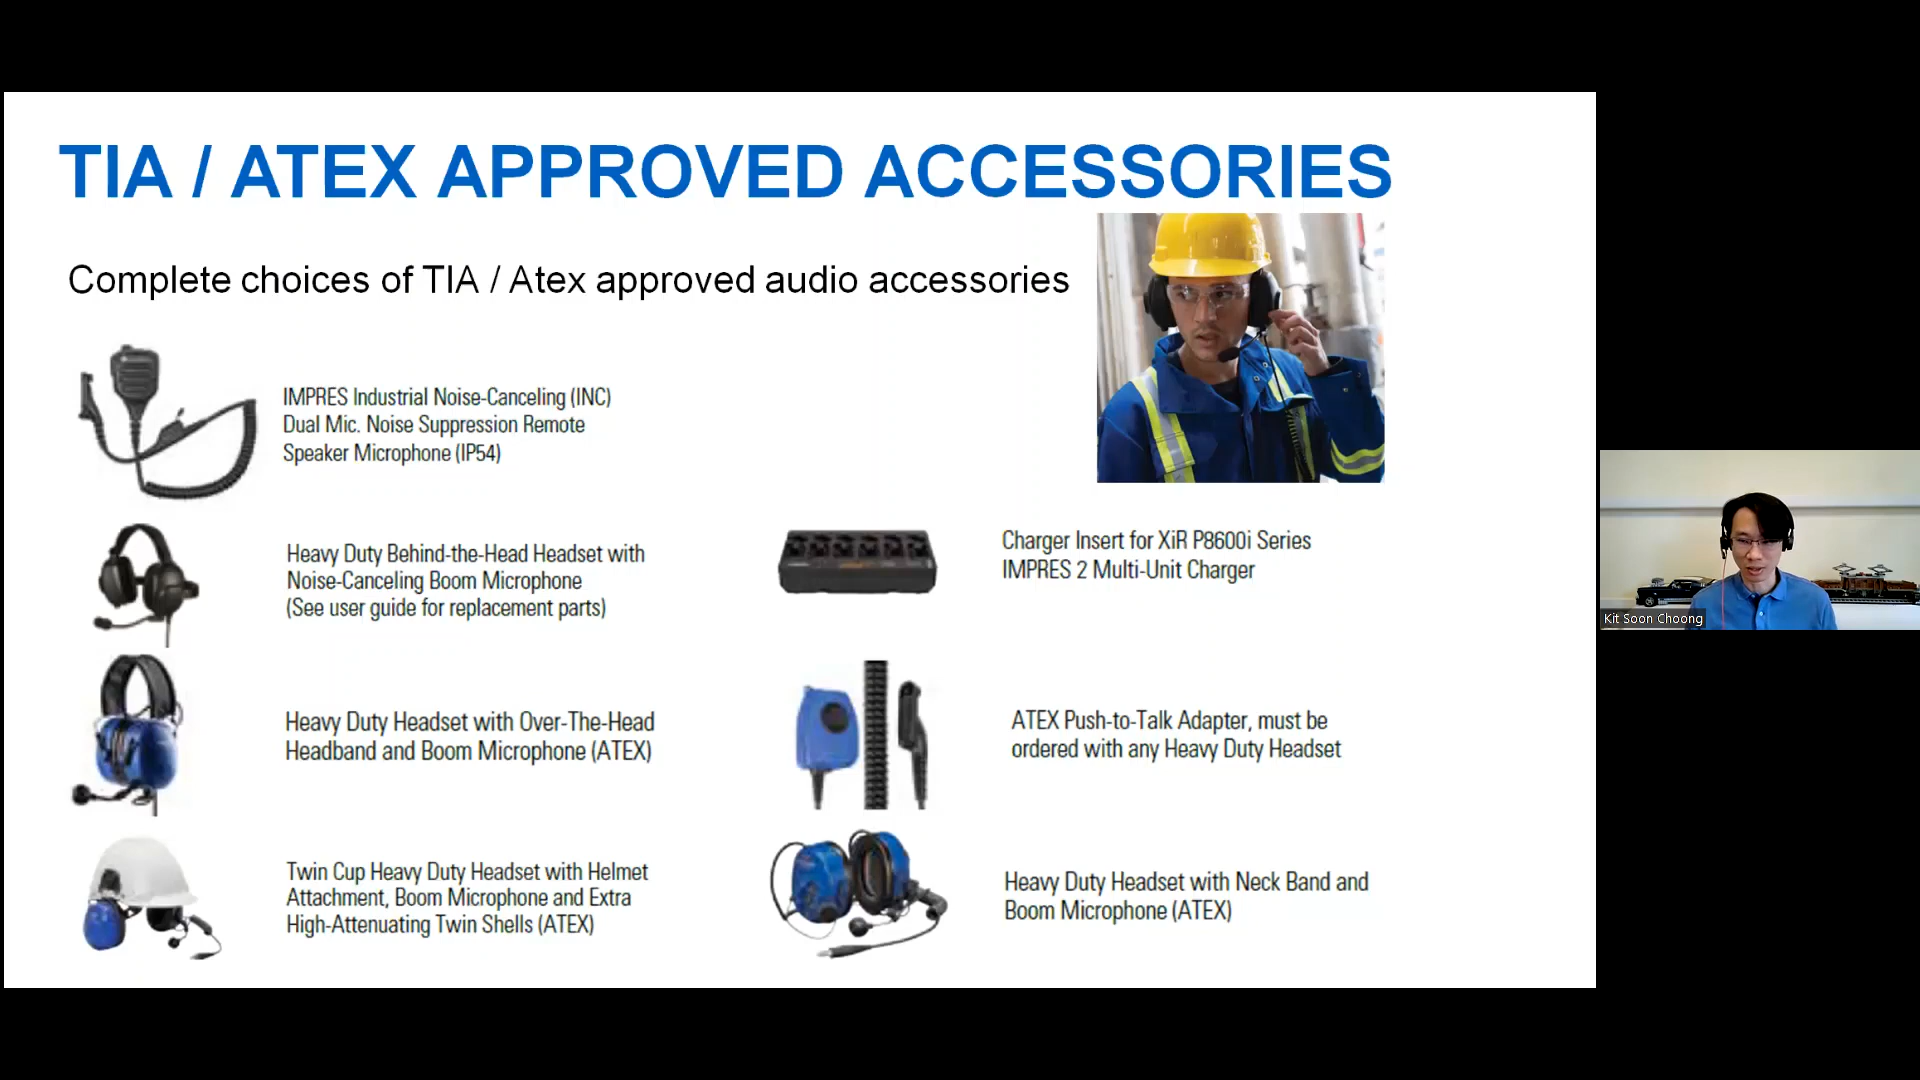 TIA / ATEX APPROVED ACCESSORIES
Complete choices of TIA / Atex approved audio accessories
IMPRES Industrial Noise-Canceling (INC)
Dual Mic. Noise Suppression Remote
Speaker Microphone (IP54)
Heavy Duty Behind-the-Head Headset with
Noise-Canceling Boom Microphone
(See user guide for replacement parts)
Heavy Duty Headset with Over-The-Head
Headband and Boom Microphone (ATEX)
Twin Cup Heavy Duty Headset with Helmet
Attachment, Boom Microphone and Extra
High-Attenuating Twin Shells (ATEX)
Charger Insert for XiR P8600i Series
IMPRES 2 Multi-Unit Charger
ATEX Push-to-Talk Adapter, must be
ordered with any Heavy Duty Headset
Heavy Duty Headset with Neck Band and
Boom Microphone (ATEX)
Kit Soon Choong